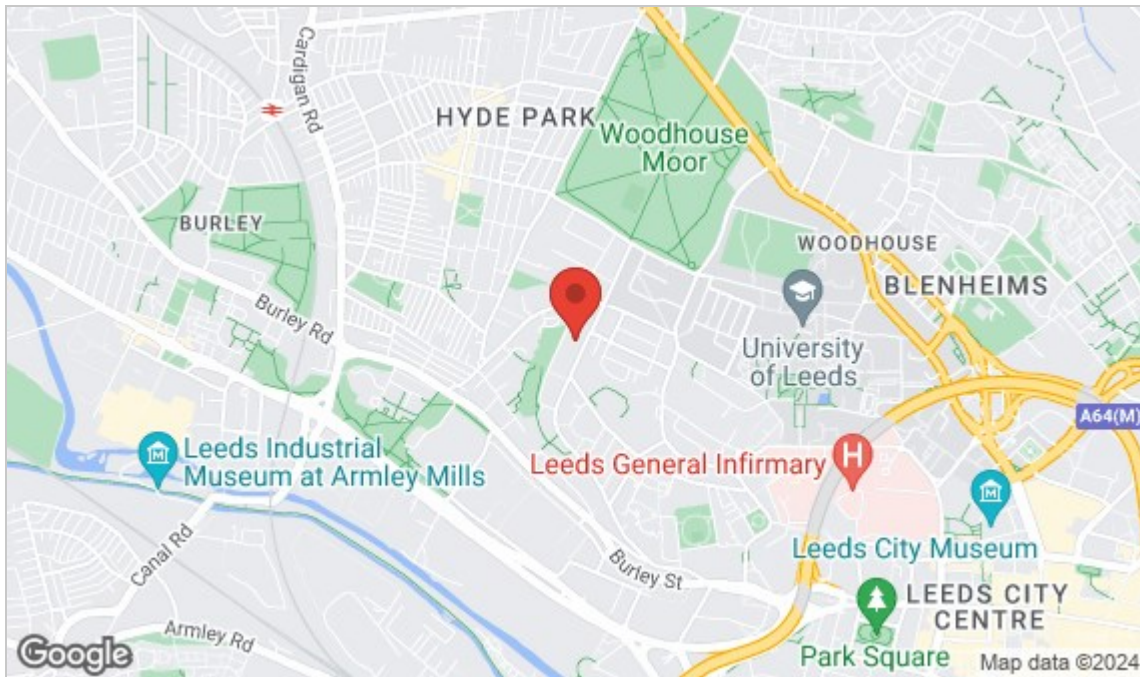 Cardigan Rd
HYDE PARK
Woodhouse
Moor
BURLEY
WOODHOUSE
BLENHEIMS
Burley Rd
University
of Leeds
A64(M)
Leeds Industrial
Museum at Armley Mills
Leeds General Infirmary
H
M
M
Leeds City Museum
Canal Rd
Burley St
LEEDS CITY
CENTRE
Armley Rd
Park Square
Google
Map data ©2024